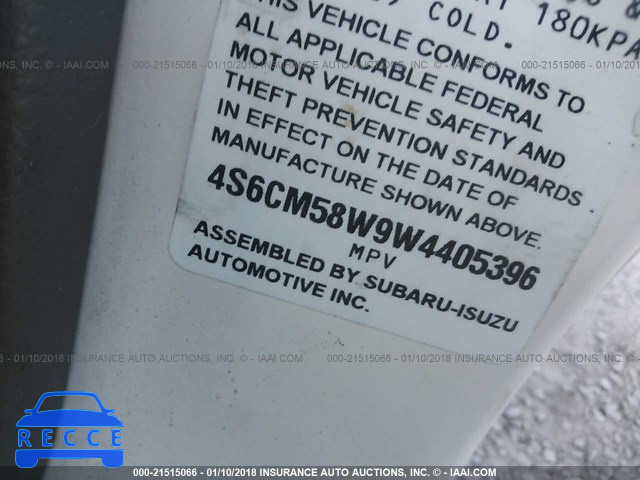 COLD. 180KPA
THIS VEHICLE CONFORMS TO
ALL APPLICABLE FEDERAL
MOTOR VEHICLE SAFETY AND
THEFT PREVENTION STANDARDS
IN EFFECT ON THE DATE OF
MANUFACTURE SHOWN ABOVE.
4S6CM58W9W4405396
MPV
ASSEMBLED BY SUBARU-ISUZU
AUTOMOTIVE INC.
000-21515066 - 01/10/2018 INSURANCE AUTO AUCTIONS, INC. - © IAAI.COM
RECCE